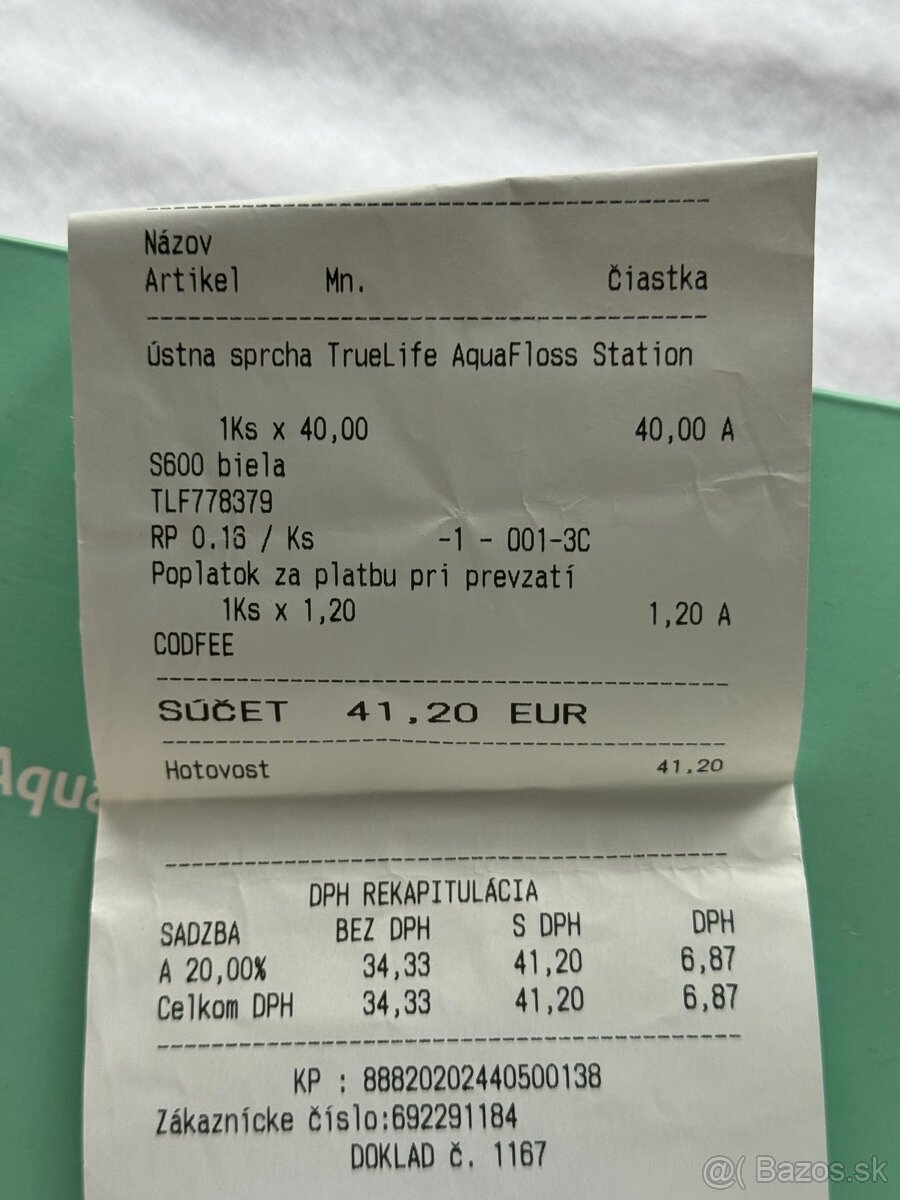 Názov
Artikel Mn. Čiastka
Ústna sprcha TrueLife AquaFloss Station
1Ks x 40,00 40,00 A
S600 biela
TLF778379
RP 0.16 / Ks -1 - 001-3C
Poplatok za platbu pri prevzatí
1Ks x 1,20 1,20 A
CODFEE
SÚČET 41,20 EUR
Hotovost 41,20
Aqua
DPH REKAPITULÁCIA
SADZBA BEZ DPH S DPH DPH
A 20,00% 34,33 41,20 6,87
Celkom DPH 34,33 41,20 6,87
KP : 88820202440500138
Zákaznícke číslo:692291184
DOKLAD č. 1167
@( Bazos.sk